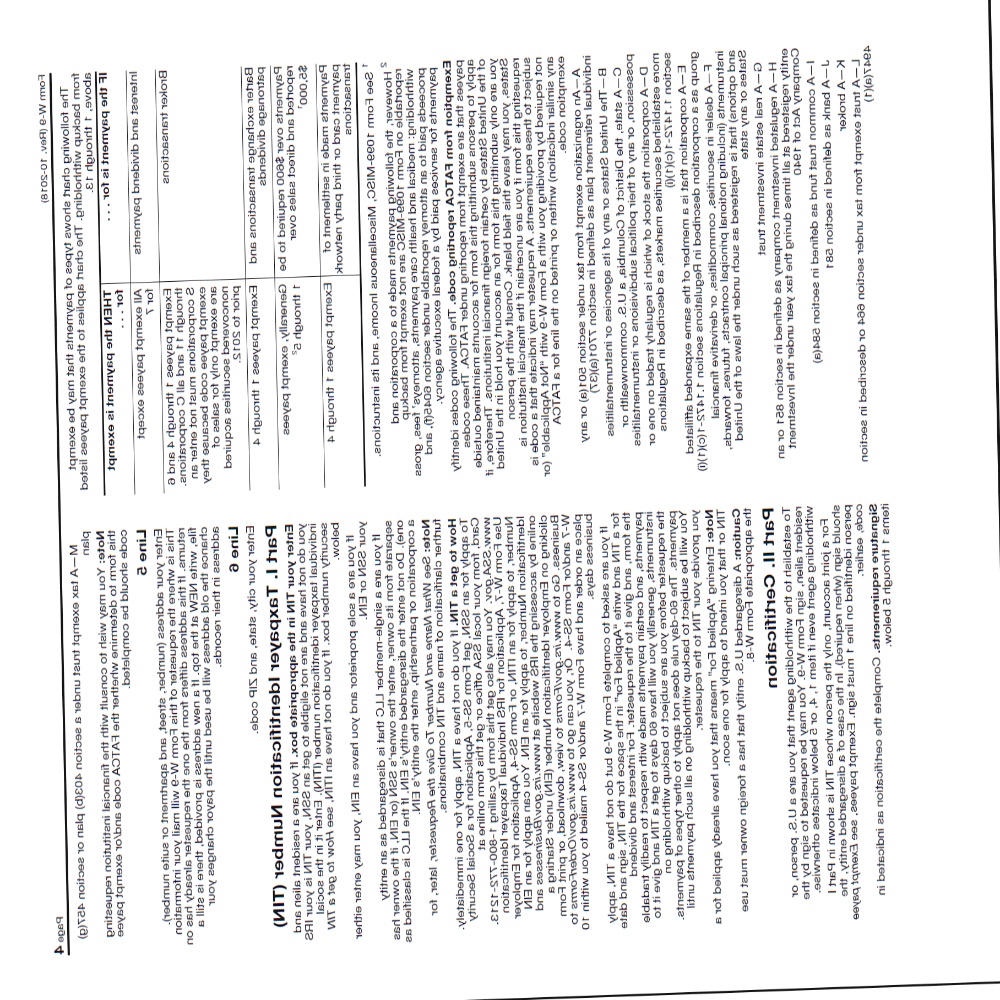 Form W-9 (Rev. 10-2018)
Page 4
The following chart shows types of payments that may be
exempt from backup withholding. The chart applies to the exempt payees listed
above, 1 through 13.
IF the payment is for . . .
THEN the payment is exempt
for . . .
Interest and dividend payments
All exempt payees except
for 7
Broker transactions
Exempt payees 1 through 4 and 6
through 11 and all C corporations.
S corporations must not enter an
exempt payee code because they
are exempt only for sales of
noncovered securities acquired
prior to 2012.
Barter exchange transactions and
patronage dividends
Exempt payees 1 through 4
Payments over $600 required to be
reported and direct sales over
$5,000
1
Generally, exempt payees
1 through 5
2
Payments made in settlement of
payment card or third party network
transactions
Exempt payees 1 through 4
1
See Form 1099-MISC, Miscellaneous Income, and its instructions.
2
However, the following payments made to a corporation and
reportable on Form 1099-MISC are not exempt from backup
withholding: medical and health care payments, attorneys' fees, gross
proceeds paid to an attorney reportable under section 6045(f), and
payments for services paid by a federal executive agency.
Exemption from FATCA reporting code. The following codes identify
payees that are exempt from reporting under FATCA. These codes
apply to persons submitting this form for accounts maintained outside
of the United States by certain foreign financial institutions. Therefore, if
you are only submitting this form for an account you hold in the United
States, you may leave this field blank. Consult with the person
requesting this form if you are uncertain if the financial institution is
subject to these requirements. A requester may indicate that a code is
not required by providing you with a Form W-9 with "Not Applicable" (or
any similar indication) written or printed on the line for a FATCA
exemption code.
A—An organization exempt from tax under section 501(a) or any
individual retirement plan as defined in section 7701(a)(37)
B—The United States or any of its agencies or instrumentalities
C—A state, the District of Columbia, a U.S. commonwealth or
possession, or any of their political subdivisions or instrumentalities
D—A corporation the stock of which is regularly traded on one or
more established securities markets, as described in Regulations
section 1.1472-1(c)(1)(i)
E—A corporation that is a member of the same expanded affiliated
group as a corporation described in Regulations section 1.1472-1(c)(1)(i)
F—A dealer in securities, commodities, or derivative financial
instruments (including notional principal contracts, futures, forwards,
and options) that is registered as such under the laws of the United
States or any state
G—A real estate investment trust
H—A regulated investment company as defined in section 851 or an
entity registered at all times during the tax year under the Investment
Company Act of 1940
I—A common trust fund as defined in section 584(a)
J—A bank as defined in section 581
K—A broker
L—A trust exempt from tax under section 664 or described in section
4947(a)(1)
M—A tax exempt trust under a section 403(b) plan or section 457(g)
plan
Note: You may wish to consult with the financial institution requesting
this form to determine whether the FATCA code and/or exempt payee
code should be completed.
Line 5
Enter your address (number, street, and apartment or suite number).
This is where the requester of this Form W-9 will mail your information
returns. If this address differs from the one the requester already has on
file, write NEW at the top. If a new address is provided, there is still a
chance the old address will be used until the payor changes your
address in their records.
Line 6
Enter your city, state, and ZIP code.
Part I. Taxpayer Identification Number (TIN)
Enter your TIN in the appropriate box. If you are a resident alien and
you do not have and are not eligible to get an SSN, your TIN is your IRS
individual taxpayer identification number (ITIN). Enter it in the social
security number box. If you do not have an ITIN, see How to get a TIN
below.
If you are a sole proprietor and you have an EIN, you may enter either
your SSN or EIN.
If you are a single-member LLC that is disregarded as an entity
separate from its owner, enter the owner's SSN (or EIN, if the owner has
one). Do not enter the disregarded entity's EIN. If the LLC is classified as
a corporation or partnership, enter the entity's EIN.
Note: See What Name and Number To Give the Requester, later, for
further clarification of name and TIN combinations.
How to get a TIN. If you do not have a TIN, apply for one immediately.
To apply for an SSN, get Form SS-5, Application for a Social Security
Card, from your local SSA office or get this form online at
www.SSA.gov. You may also get this form by calling 1-800-772-1213.
Use Form W-7, Application for IRS Individual Taxpayer Identification
Number, to apply for an ITIN, or Form SS-4, Application for Employer
Identification Number, to apply for an EIN. You can apply for an EIN
online by accessing the IRS website at www.irs.gov/Businesses and
clicking on Employer Identification Number (EIN) under Starting a
Business. Go to www.irs.gov/Forms to view, download, or print Form
W-7 and/or Form SS-4. Or, you can go to www.irs.gov/OrderForms to
place an order and have Form W-7 and/or SS-4 mailed to you within 10
business days.
If you are asked to complete Form W-9 but do not have a TIN, apply
for a TIN and write "Applied For" in the space for the TIN, sign and date
the form, and give it to the requester. For interest and dividend
payments, and certain payments made with respect to readily tradable
instruments, generally you will have 60 days to get a TIN and give it to
the requester before you are subject to backup withholding on
payments. The 60-day rule does not apply to other types of payments.
You will be subject to backup withholding on all such payments until
you provide your TIN to the requester.
Note: Entering "Applied For" means that you have already applied for a
TIN or that you intend to apply for one soon.
Caution: A disregarded U.S. entity that has a foreign owner must use
the appropriate Form W-8.
Part II. Certification
To establish to the withholding agent that you are a U.S. person, or
resident alien, sign Form W-9. You may be requested to sign by the
withholding agent even if item 1, 4, or 5 below indicates otherwise.
For a joint account, only the person whose TIN is shown in Part I
should sign (when required). In the case of a disregarded entity, the
person identified on line 1 must sign. Exempt payees, see Exempt payee
code, earlier.
Signature requirements. Complete the certification as indicated in
items 1 through 5 below.